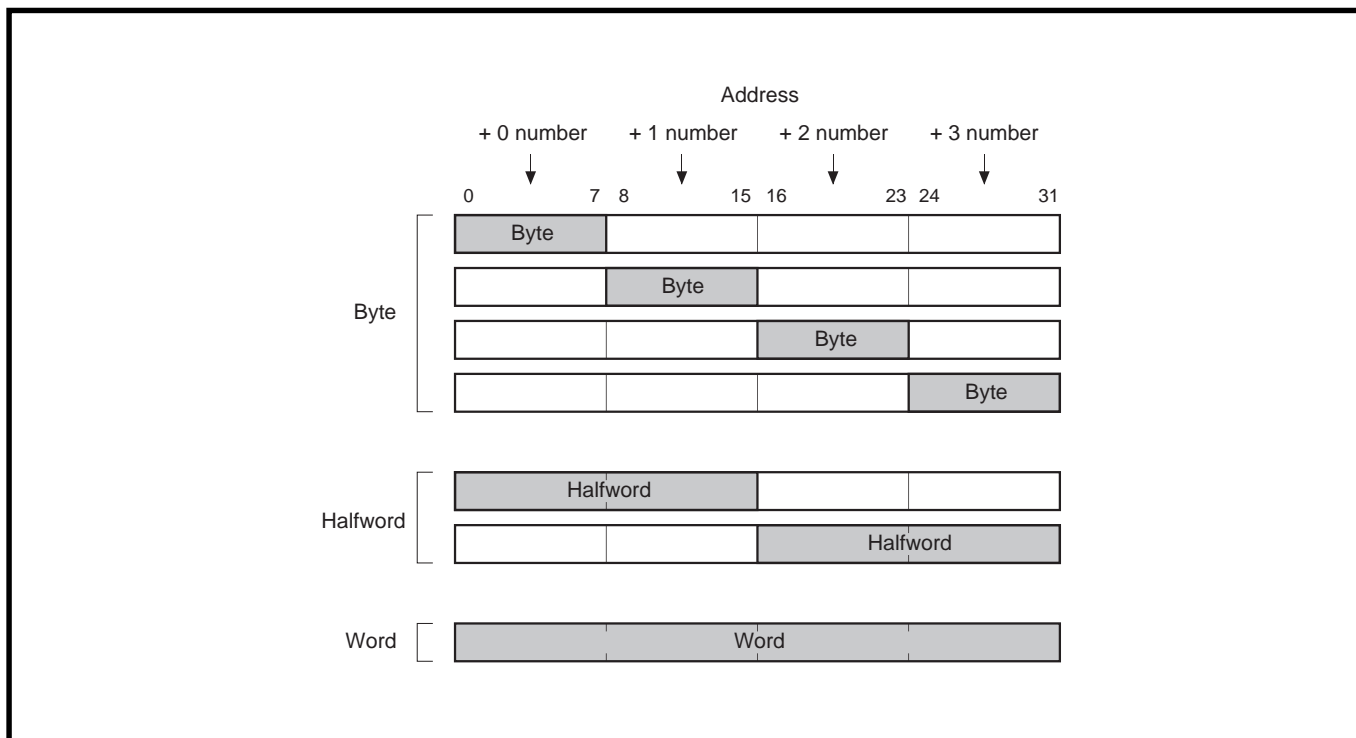 Address
+ 0 number + 1 number + 2 number + 3 number
0 7 8 15 16 23 24 31
Byte
Byte
Byte
Byte
Byte
Halfword
Halfword
Halfword
Word
Word